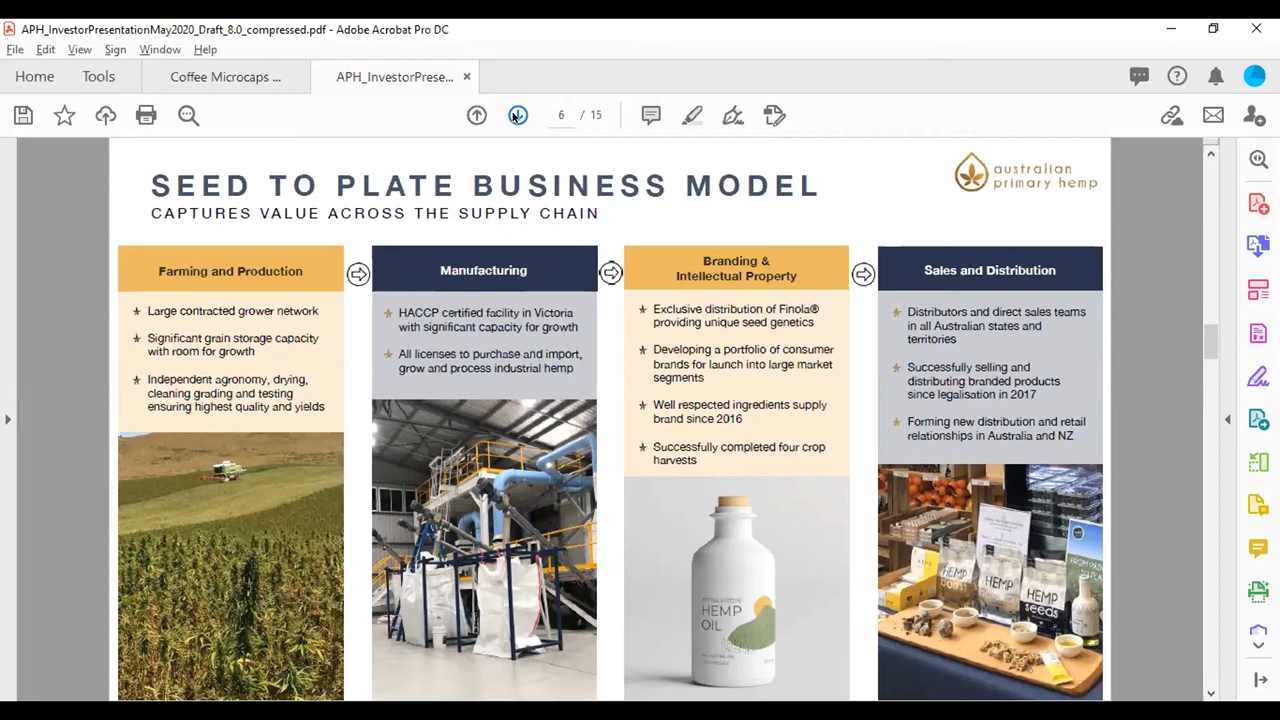 APH_InvestorPresentationMay2020_Draft_8.0_compressed.pdf - Adobe Acrobat Pro DC
File Edit View Sign Window Help
Home Tools Coffee Microcaps ... APH_InvestorPrese... ×
6 / 15
SEED TO PLATE BUSINESS MODEL
CAPTURES VALUE ACROSS THE SUPPLY CHAIN
australian
primary hemp
Farming and Production
Large contracted grower network
Significant grain storage capacity
with room for growth
Independent agronomy, drying,
cleaning grading and testing
ensuring highest quality and yields
Manufacturing
HACCP certified facility in Victoria
with significant capacity for growth
All licenses to purchase and import,
grow and process industrial hemp
Branding &
Intellectual Property
Exclusive distribution of Finola®
providing unique seed genetics
Developing a portfolio of consumer
brands for launch into large market
segments
Well respected ingredients supply
brand since 2016
Successfully completed four crop
harvests
EXTRA VIRGIN
HEMP
OIL
Sales and Distribution
Distributors and direct sales teams
in all Australian states and
territories
Successfully selling and
distributing branded products
since legalisation in 2017
Forming new distribution and retail
relationships in Australia and NZ
HEMP
HEMP
HEMP
seeds